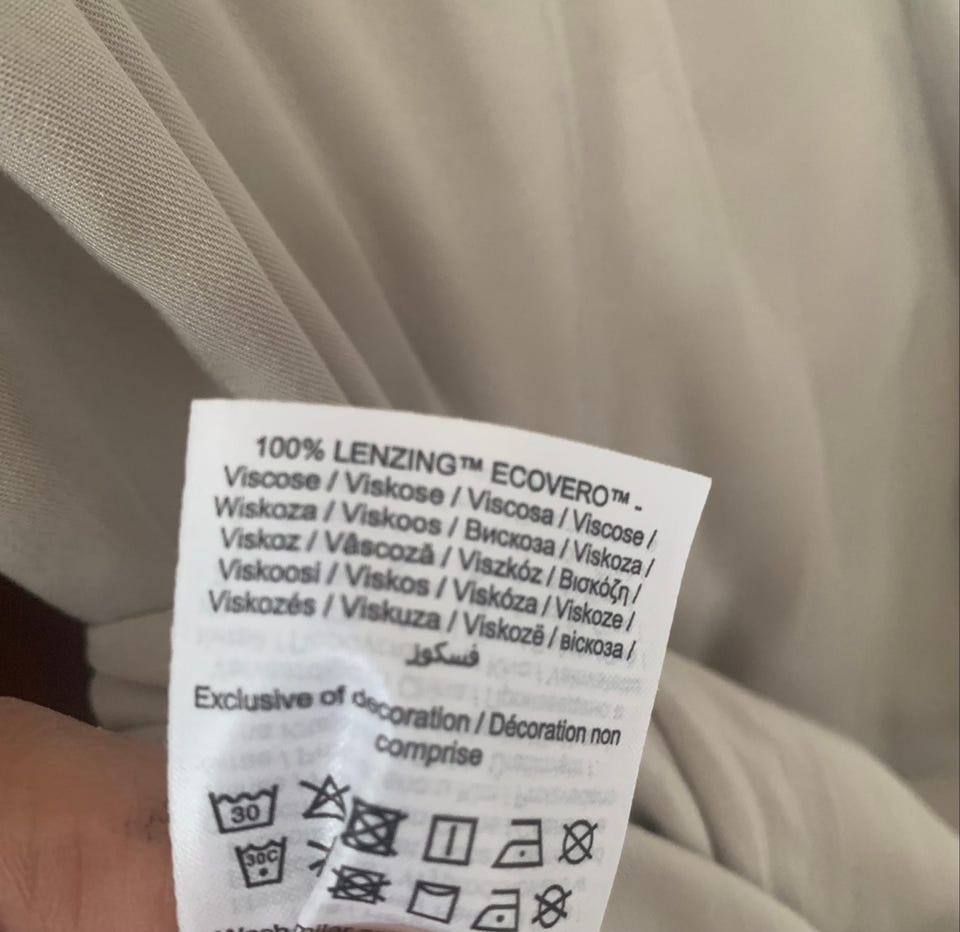 100% LENZING™ ECOVERO™ -
Viscose / Viskose / Viscosa / Viscose /
Wiskoza / Viskoos / Вискоза / Viskoza /
Viskoz / Vâscoză / Viszkóz / Βισκόζη /
Viskoosi / Viskos / Viskóza / Viskoze /
Viskozés / Viskuza / Viskozë / віскоза /
فسكوز
Exclusive of decoration / Décoration non
comprise
30
30C